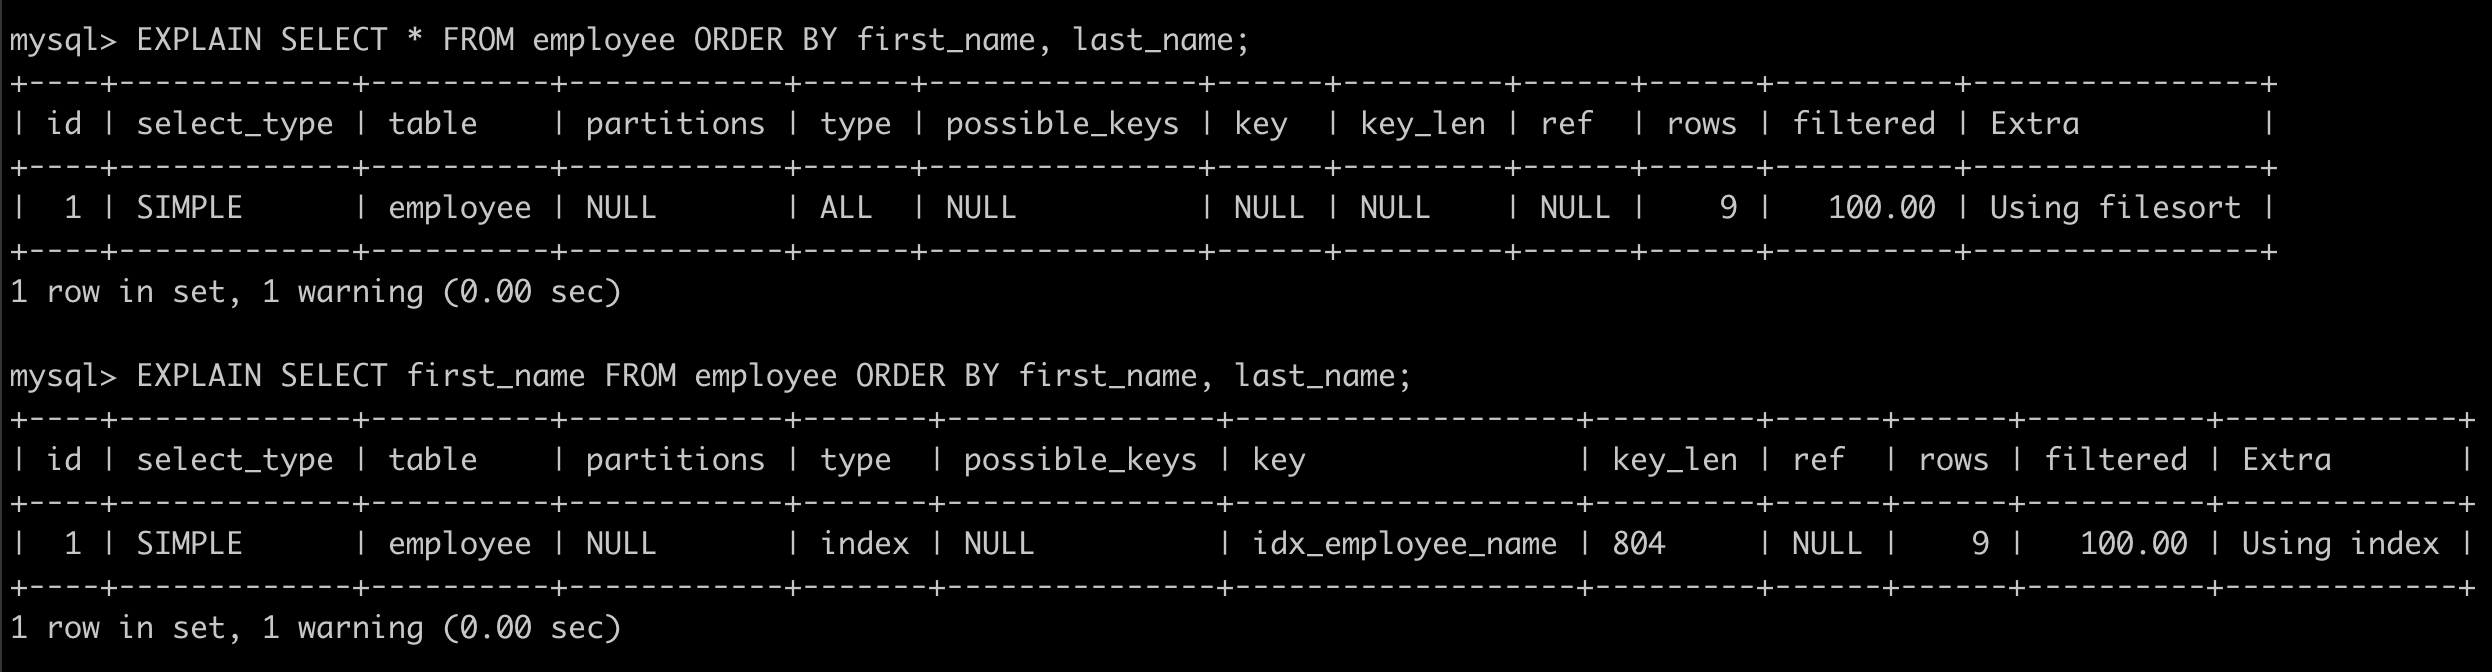 mysql> EXPLAIN SELECT * FROM employee ORDER BY first_name, last_name;
+----+-------------+----------+------------+------+---------------+------+---------+------+------+----------+----------------+
| id | select_type | table    | partitions | type | possible_keys | key  | key_len | ref  | rows | filtered | Extra          |
+----+-------------+----------+------------+------+---------------+------+---------+------+------+----------+----------------+
|  1 | SIMPLE      | employee | NULL       | ALL  | NULL          | NULL | NULL    | NULL |    9 |   100.00 | Using filesort |
+----+-------------+----------+------------+------+---------------+------+---------+------+------+----------+----------------+
1 row in set, 1 warning (0.00 sec)

mysql> EXPLAIN SELECT first_name FROM employee ORDER BY first_name, last_name;
+----+-------------+----------+------------+-------+---------------+-------------------+---------+------+------+----------+-------------+
| id | select_type | table    | partitions | type  | possible_keys | key               | key_len | ref  | rows | filtered | Extra       |
+----+-------------+----------+------------+-------+---------------+-------------------+---------+------+------+----------+-------------+
|  1 | SIMPLE      | employee | NULL       | index | NULL          | idx_employee_name | 804     | NULL |    9 |   100.00 | Using index |
+----+-------------+----------+------------+-------+---------------+-------------------+---------+------+------+----------+-------------+
1 row in set, 1 warning (0.00 sec)